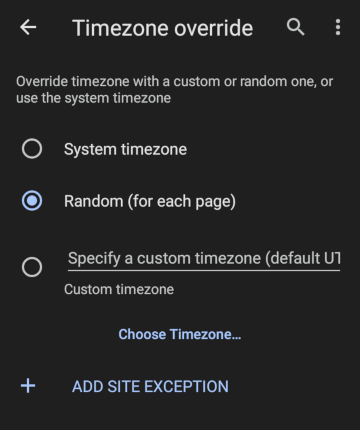 Timezone override
Override timezone with a custom or random one, or
use the system timezone
System timezone
Random (for each page)
Specify a custom timezone (default UT
Custom timezone
Choose Timezone...
+ ADD SITE EXCEPTION